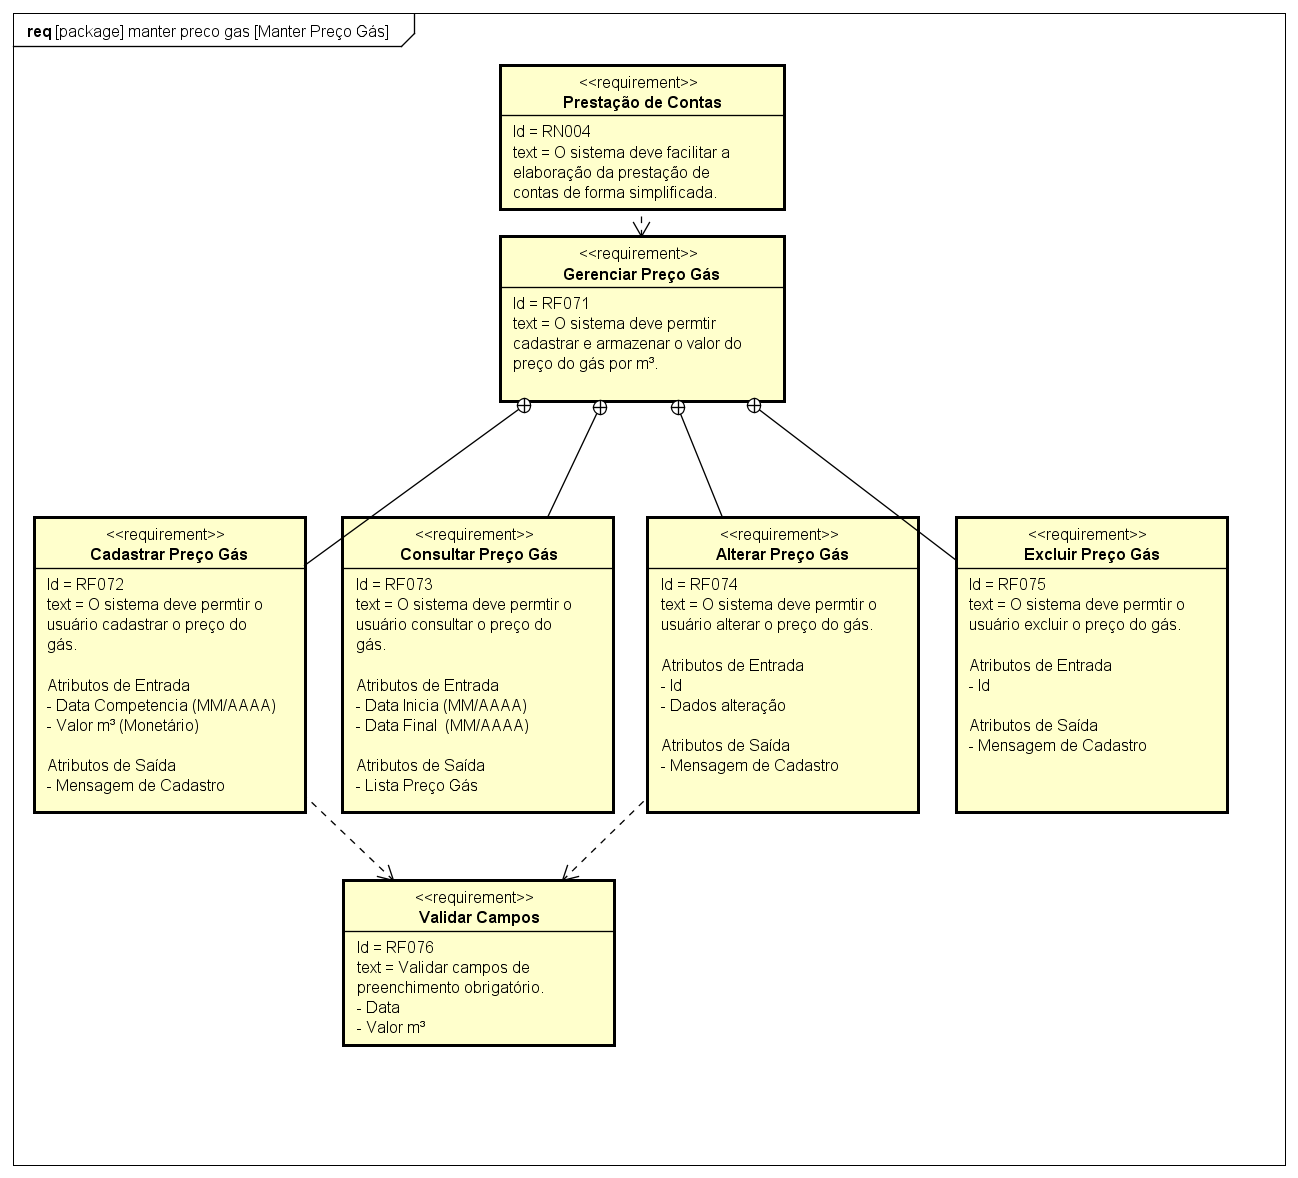 req [package] manter preco gas [Manter Preço Gás]
<<requirement>>
Prestação de Contas
Id = RN004
text = O sistema deve facilitar a
elaboração da prestação de
contas de forma simplificada.
<<requirement>>
Gerenciar Preço Gás
Id = RF071
text = O sistema deve permtir
cadastrar e armazenar o valor do
preço do gás por m³.
<<requirement>>
Cadastrar Preço Gás
Id = RF072
text = O sistema deve permtir o
usuário cadastrar o preço do
gás.
Atributos de Entrada
- Data Competencia (MM/AAAA)
- Valor m³ (Monetário)
Atributos de Saída
- Mensagem de Cadastro
<<requirement>>
Consultar Preço Gás
Id = RF073
text = O sistema deve permtir o
usuário consultar o preço do
gás.
Atributos de Entrada
- Data Inicia (MM/AAAA)
- Data Final  (MM/AAAA)
Atributos de Saída
- Lista Preço Gás
<<requirement>>
Alterar Preço Gás
Id = RF074
text = O sistema deve permtir o
usuário alterar o preço do gás.
Atributos de Entrada
- Id
- Dados alteração
Atributos de Saída
- Mensagem de Cadastro
<<requirement>>
Excluir Preço Gás
Id = RF075
text = O sistema deve permtir o
usuário excluir o preço do gás.
Atributos de Entrada
- Id
Atributos de Saída
- Mensagem de Cadastro
<<requirement>>
Validar Campos
Id = RF076
text = Validar campos de
preenchimento obrigatório.
- Data
- Valor m³